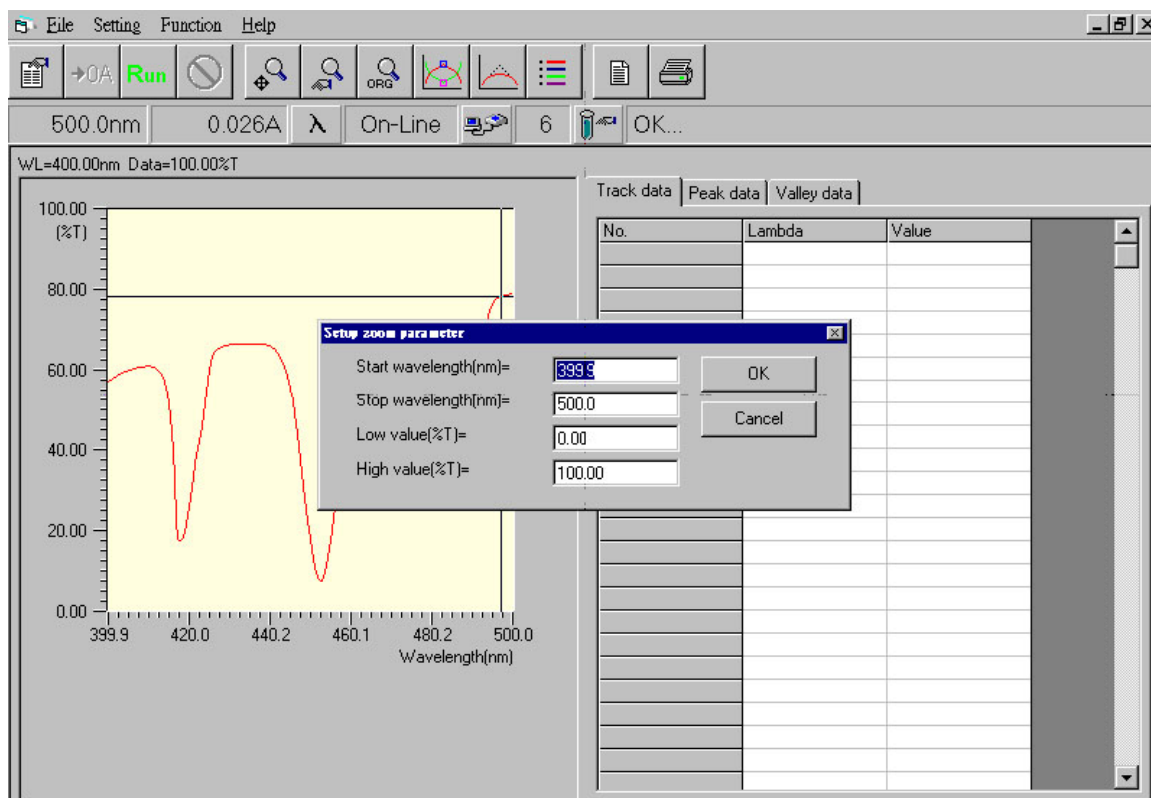 File Setting Function Help
→0A Run ORG
500.0nm 0.026A λ On-Line 6 OK...
WL=400.00nm Data=100.00%T
Track data Peak data Valley data
No. Lambda Value
100.00
(%T)
80.00
60.00
40.00
20.00
0.00
399.9 420.0 440.2 460.1 480.2 500.0
Wavelength(nm)
Setup zoom parameter
Start wavelength(nm)= 399.9 OK
Stop wavelength(nm)= 500.0 Cancel
Low value(%T)= 0.00
High value(%T)= 100.00